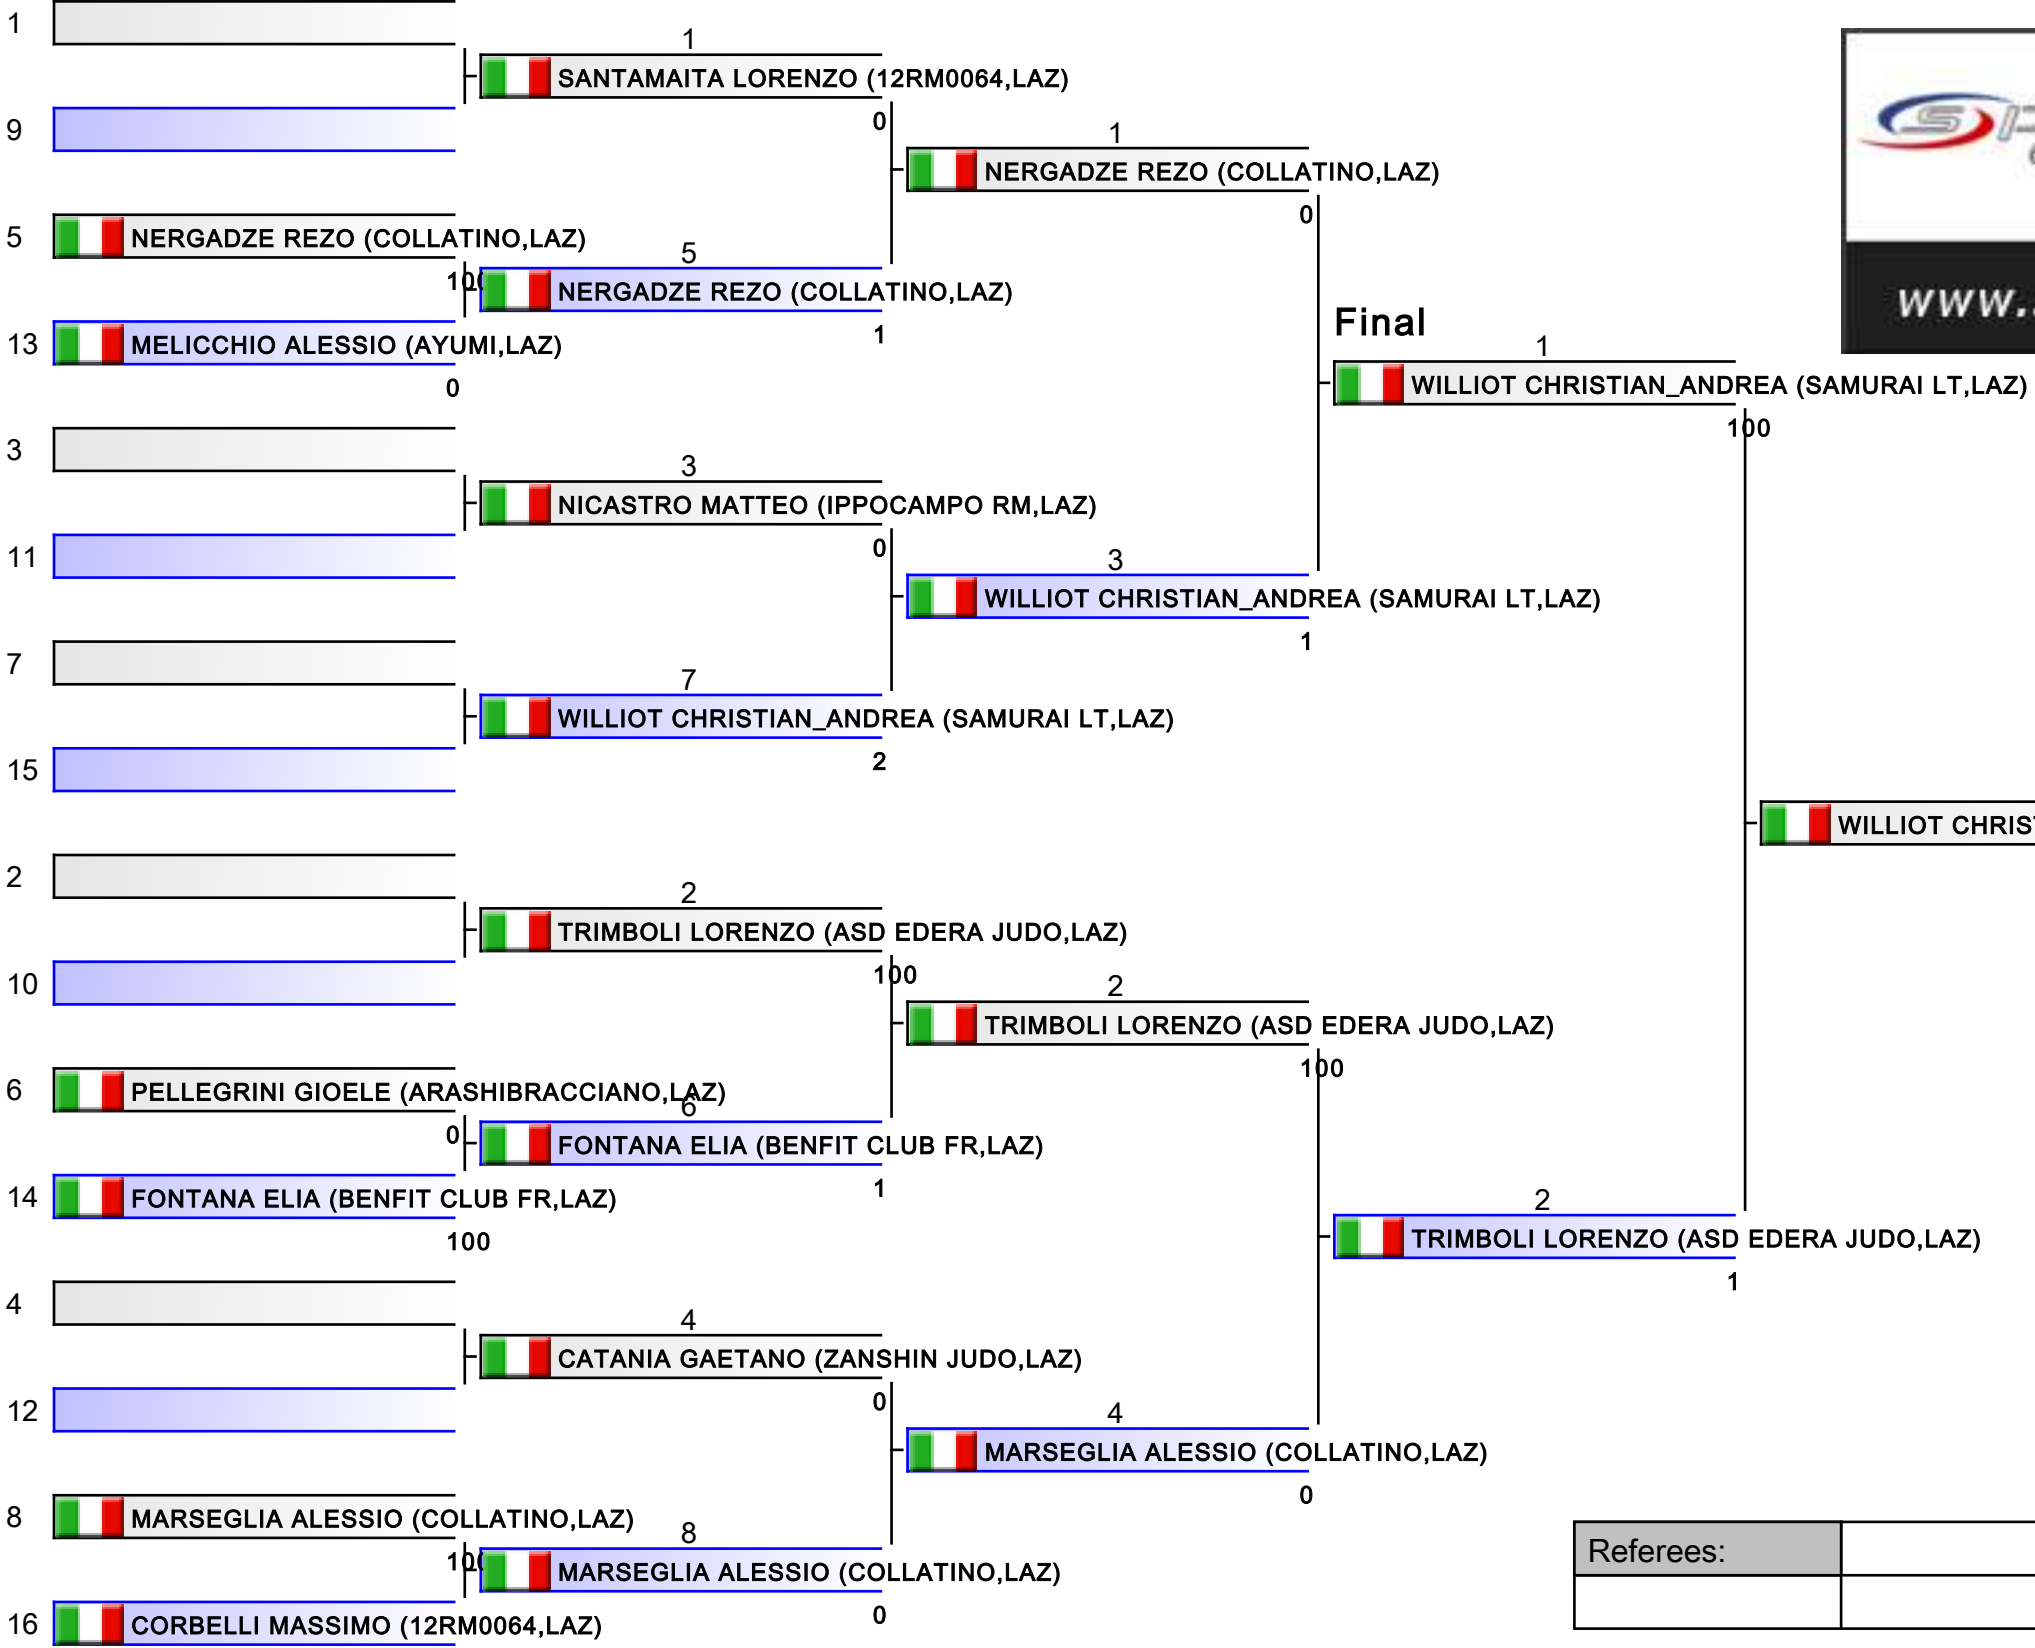 1
1
SANTAMAITA LORENZO (12RM0064,LAZ)
0
9
1
NERGADZE REZO (COLLATINO,LAZ)
0
5
NERGADZE REZO (COLLATINO,LAZ)
5
NERGADZE REZO (COLLATINO,LAZ)
1
13
MELICCHIO ALESSIO (AYUMI,LAZ)
0
www.
Final
1
WILLIOT CHRISTIAN_ANDREA (SAMURAI LT,LAZ)
100
3
3
NICASTRO MATTEO (IPPOCAMPO RM,LAZ)
0
11
3
WILLIOT CHRISTIAN_ANDREA (SAMURAI LT,LAZ)
1
7
7
WILLIOT CHRISTIAN_ANDREA (SAMURAI LT,LAZ)
2
15
WILLIOT CHRIS
2
2
TRIMBOLI LORENZO (ASD EDERA JUDO,LAZ)
100
10
2
TRIMBOLI LORENZO (ASD EDERA JUDO,LAZ)
100
6
PELLEGRINI GIOELE (ARASHIBRACCIANO,LAZ)
0
6
FONTANA ELIA (BENFIT CLUB FR,LAZ)
1
14
FONTANA ELIA (BENFIT CLUB FR,LAZ)
100
2
TRIMBOLI LORENZO (ASD EDERA JUDO,LAZ)
1
4
4
CATANIA GAETANO (ZANSHIN JUDO,LAZ)
0
12
4
MARSEGLIA ALESSIO (COLLATINO,LAZ)
0
8
MARSEGLIA ALESSIO (COLLATINO,LAZ)
8
MARSEGLIA ALESSIO (COLLATINO,LAZ)
0
16
CORBELLI MASSIMO (12RM0064,LAZ)
Referees: